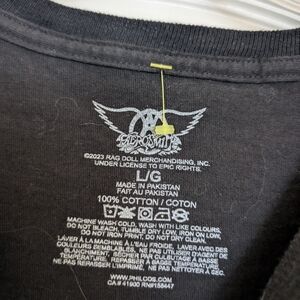 AEROSMITH
©2023 RAG DOLL MERCHANDISING, INC.
UNDER LICENSE TO EPIC RIGHTS.
L/G
MADE IN PAKISTAN
FAIT AU PAKISTAN
100% COTTON / COTON
MACHINE WASH COLD, WASH WITH LIKE COLOURS,
DO NOT BLEACH, TUMBLE DRY LOW, IRON LOW,
DO NOT IRON PRINT, DO NOT DRY CLEAN.
LAVER À LA MACHINE À L'EAU FROIDE, LAVER AVEC
COULEURS SEMBLABLES, NE PAS UTILISER D'AGENT
DE BLANCHIMENT, SÉCHER PAR CULBUTAGE À BASSE
TEMPÉRATURE, REPASSER À BASSE TEMPÉRATURE,
NE PAS REPASSER L'IMPRIMER, NE PAS NETTOYER À SEC.
WWW.PHILCOS.COM
CA# 41900 RN#158447